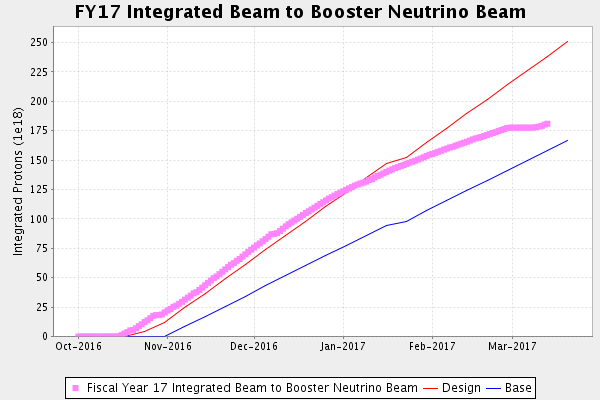 FY17 Integrated Beam to Booster Neutrino Beam
Integrated Protons (1e18)
250
225
200
175
150
125
100
75
50
25
0
Oct-2016 Nov-2016 Dec-2016 Jan-2017 Feb-2017 Mar-2017
Fiscal Year 17 Integrated Beam to Booster Neutrino Beam Design Base